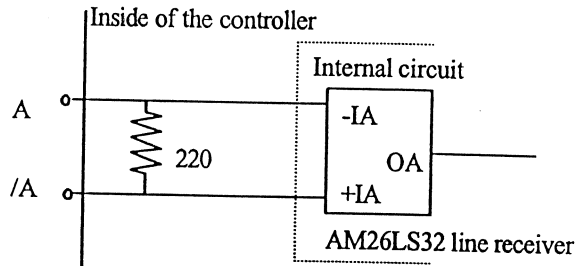 Inside of the controller
Internal circuit
A
-IA
220
OA
/A
+IA
AM26LS32 line receiver